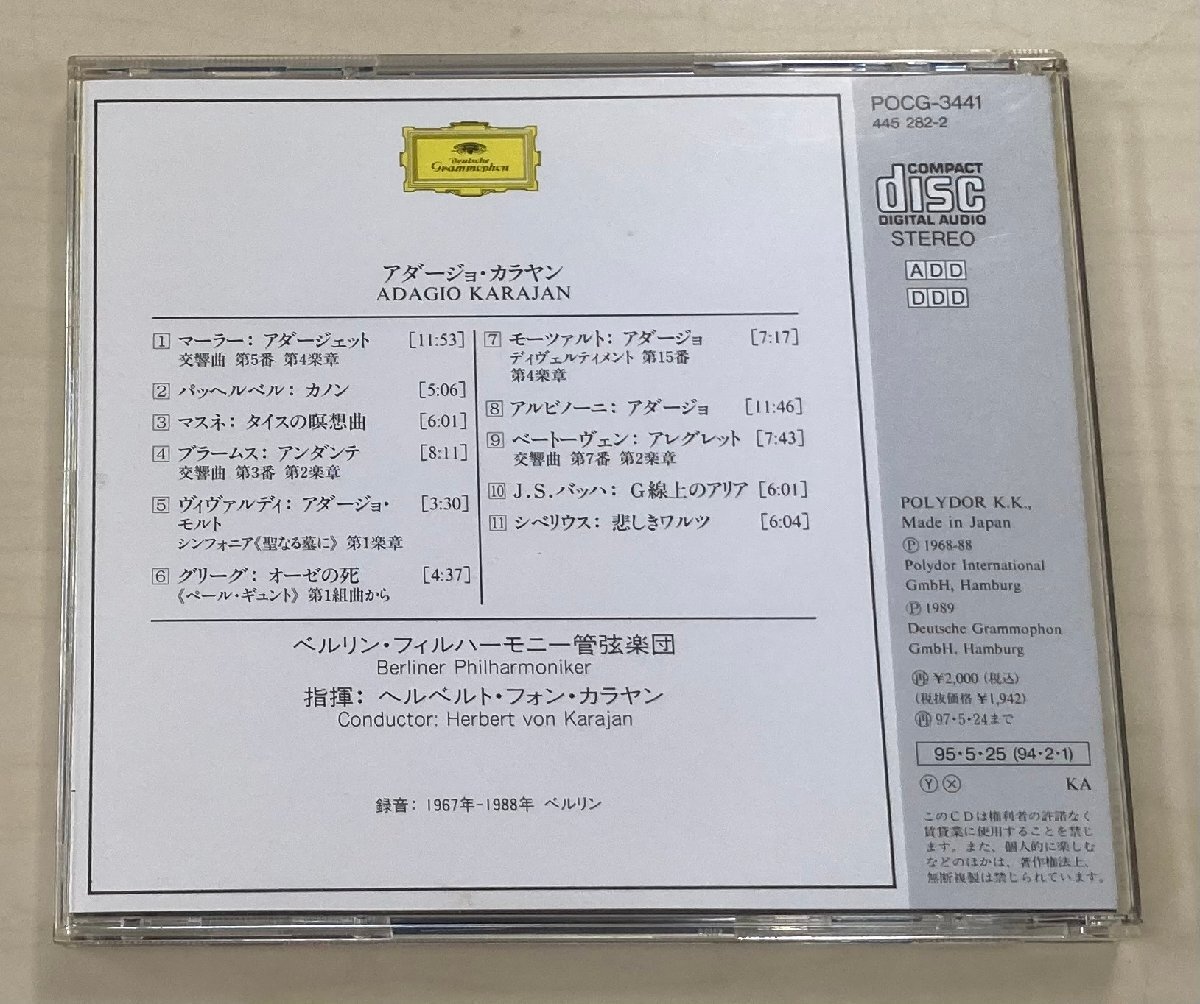 Deutsche
Grammophon
アダージョ・カラヤン
ADAGIO KARAJAN
1 マーラー: アダージェット [11:53]
交響曲 第5番 第4楽章
2 パッヘルベル: カノン [5:06]
3 マスネ: タイスの瞑想曲 [6:01]
4 ブラームス: アンダンテ [8:11]
交響曲 第3番 第2楽章
5 ヴィヴァルディ: アダージョ・ [3:30]
モルト
シンフォニア《聖なる墓に》 第1楽章
6 グリーグ: オーゼの死 [4:37]
《ペール・ギュント》 第1組曲から
7 モーツァルト: アダージョ [7:17]
ディヴェルティメント 第15番
第4楽章
8 アルビノーニ: アダージョ [11:46]
9 ベートーヴェン: アレグレット [7:43]
交響曲 第7番 第2楽章
10 J.S.バッハ: G線上のアリア [6:01]
11 シベリウス: 悲しきワルツ [6:04]
ベルリン・フィルハーモニー管弦楽団
Berliner Philharmoniker
指揮: ヘルベルト・フォン・カラヤン
Conductor: Herbert von Karajan
録音: 1967年-1988年 ベルリン
POCG-3441
445 282-2
COMPACT
disc
DIGITAL AUDIO
STEREO
ADD
DDD
POLYDOR K.K.,
Made in Japan
Ⓟ 1968-88
Polydor International
GmbH, Hamburg
Ⓟ 1989
Deutsche Grammophon
GmbH, Hamburg
㊢ ¥2,000 (税込)
(税抜価格 ¥1,942)
97・5・24まで
95・5・25 (94・2・1)
Ⓨ Ⓧ KA
このCDは権利者の許諾なく
賃貸業に使用することを禁じ
ます。また、個人的に楽しむ
などのほかは、著作権法上、
無断複製は禁じられています。